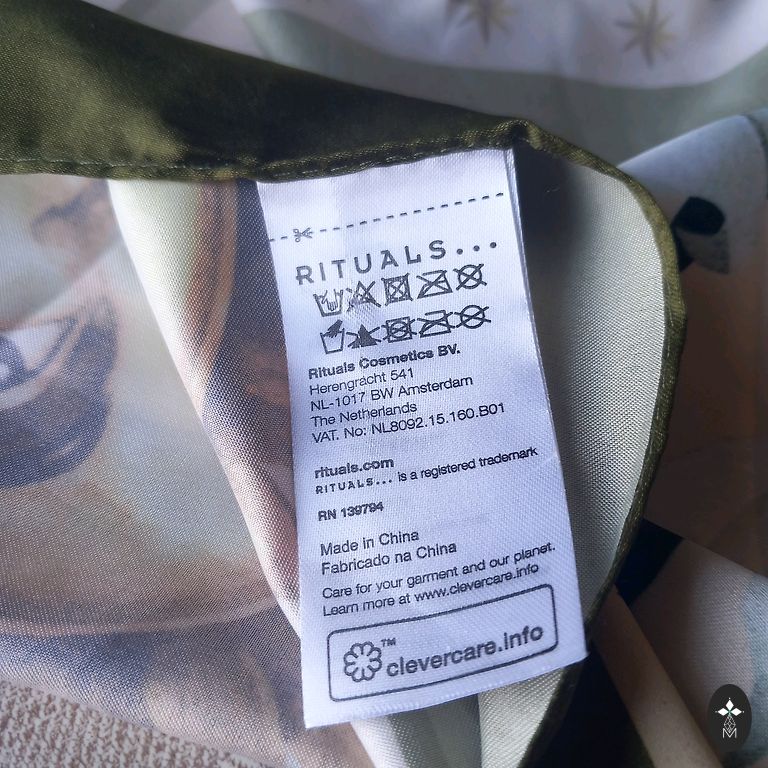 RITUALS...
Rituals Cosmetics BV.
Herengracht 541
NL-1017 BW Amsterdam
The Netherlands
VAT. No: NL8092.15.160.B01
rituals.com
RITUALS... is a registered trademark
RN 139794
Made in China
Fabricado na China
Care for your garment and our planet.
Learn more at www.clevercare.info
™
clevercare.info
M